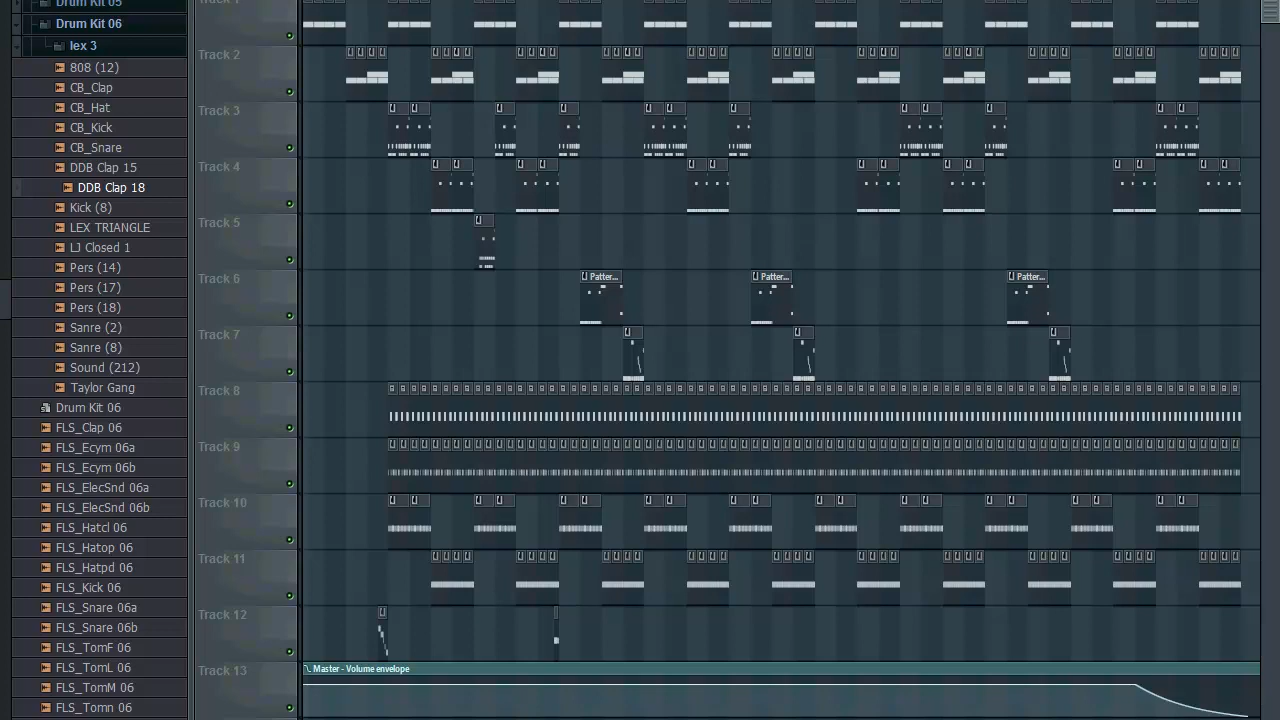 Drum Kit 05
Drum Kit 06
lex 3
808 (12)
CB_Clap
CB_Hat
CB_Kick
CB_Snare
DDB Clap 15
DDB Clap 18
Kick (8)
LEX TRIANGLE
LJ Closed 1
Pers (14)
Pers (17)
Pers (18)
Sanre (2)
Sanre (8)
Sound (212)
Taylor Gang
Drum Kit 06
FLS_Clap 06
FLS_Ecym 06a
FLS_Ecym 06b
FLS_ElecSnd 06a
FLS_ElecSnd 06b
FLS_Hatcl 06
FLS_Hatop 06
FLS_Hatpd 06
FLS_Kick 06
FLS_Snare 06a
FLS_Snare 06b
FLS_TomF 06
FLS_TomL 06
FLS_TomM 06
FLS_Tomn 06
Track 1
Track 2
Track 3
Track 4
Track 5
Track 6
Patter...
Patter...
Patter...
Track 7
Track 8
Track 9
Track 10
Track 11
Track 12
Track 13
Master - Volume envelope